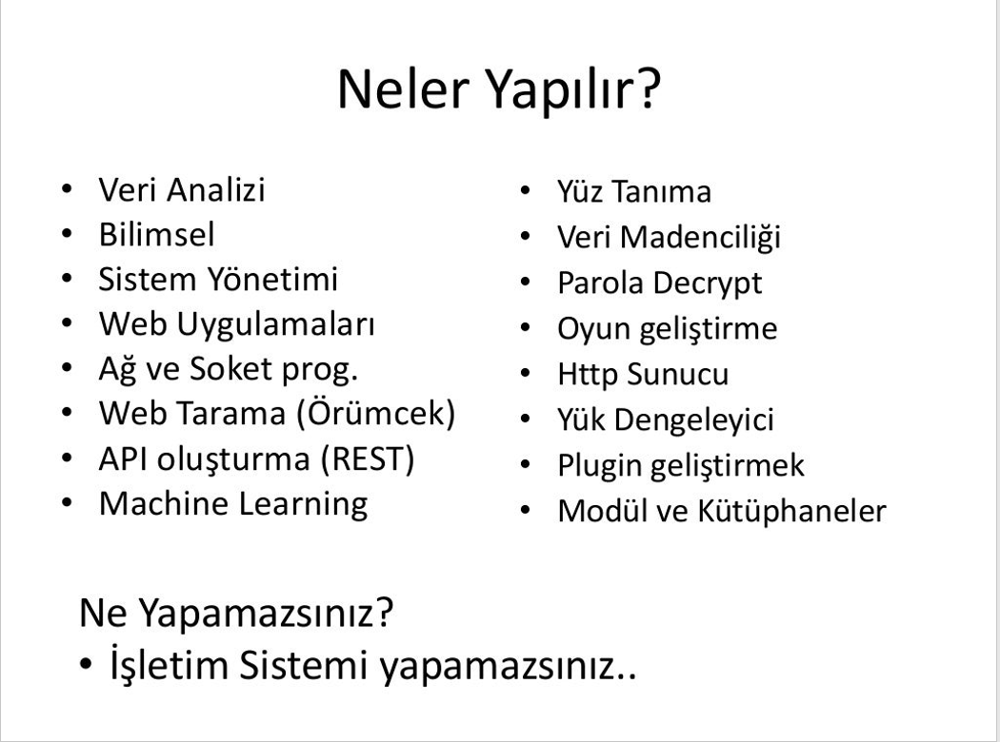 Neler Yapılır?
• Veri Analizi
• Bilimsel
• Sistem Yönetimi
• Web Uygulamaları
• Ağ ve Soket prog.
• Web Tarama (Örümcek)
• API oluşturma (REST)
• Machine Learning
• Yüz Tanıma
• Veri Madenciliği
• Parola Decrypt
• Oyun geliştirme
• Http Sunucu
• Yük Dengeleyici
• Plugin geliştirmek
• Modül ve Kütüphaneler
Ne Yapamazsınız?
• İşletim Sistemi yapamazsınız..